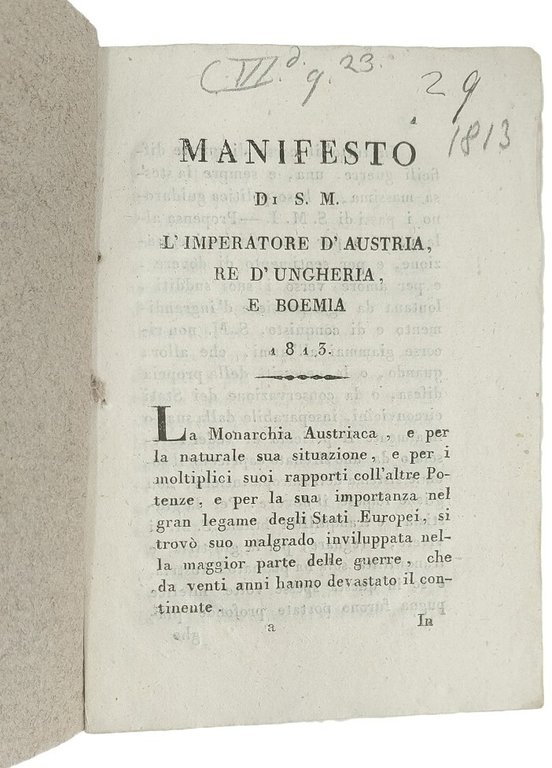 CVI.d g. 23.
29
1813
MANIFESTO
DI S. M.
L'IMPERATORE D'AUSTRIA,
RE D'UNGHERIA,
E BOEMIA
1813.
La Monarchia Austriaca, e per
la naturale sua situazione, e per i
moltiplici suoi rapporti coll'altre Po-
tenze, e per la sua importanza nel
gran legame degli Stati Europei, si
trovò suo malgrado inviluppata nel-
la maggior parte delle guerre, che
da venti anni hanno devastato il con-
tinente.
a In